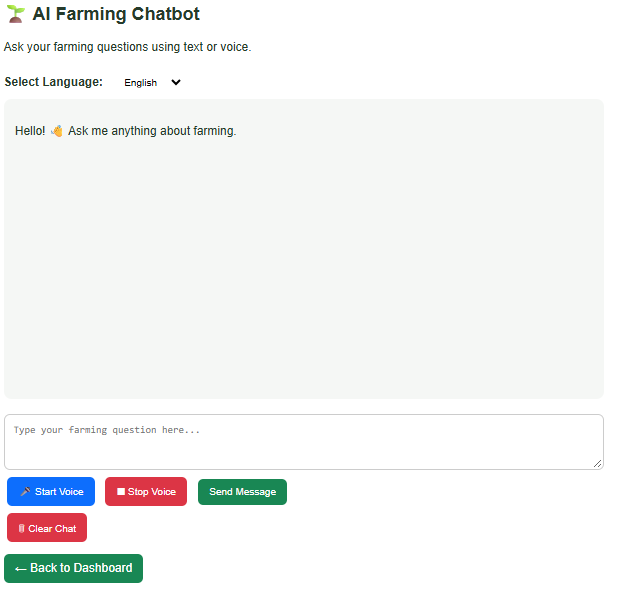 🌱 AI Farming Chatbot
Ask your farming questions using text or voice.
Select Language: English
Hello! 👋 Ask me anything about farming.
Type your farming question here...
🎤 Start Voice ⏹ Stop Voice Send Message
🗑 Clear Chat
← Back to Dashboard